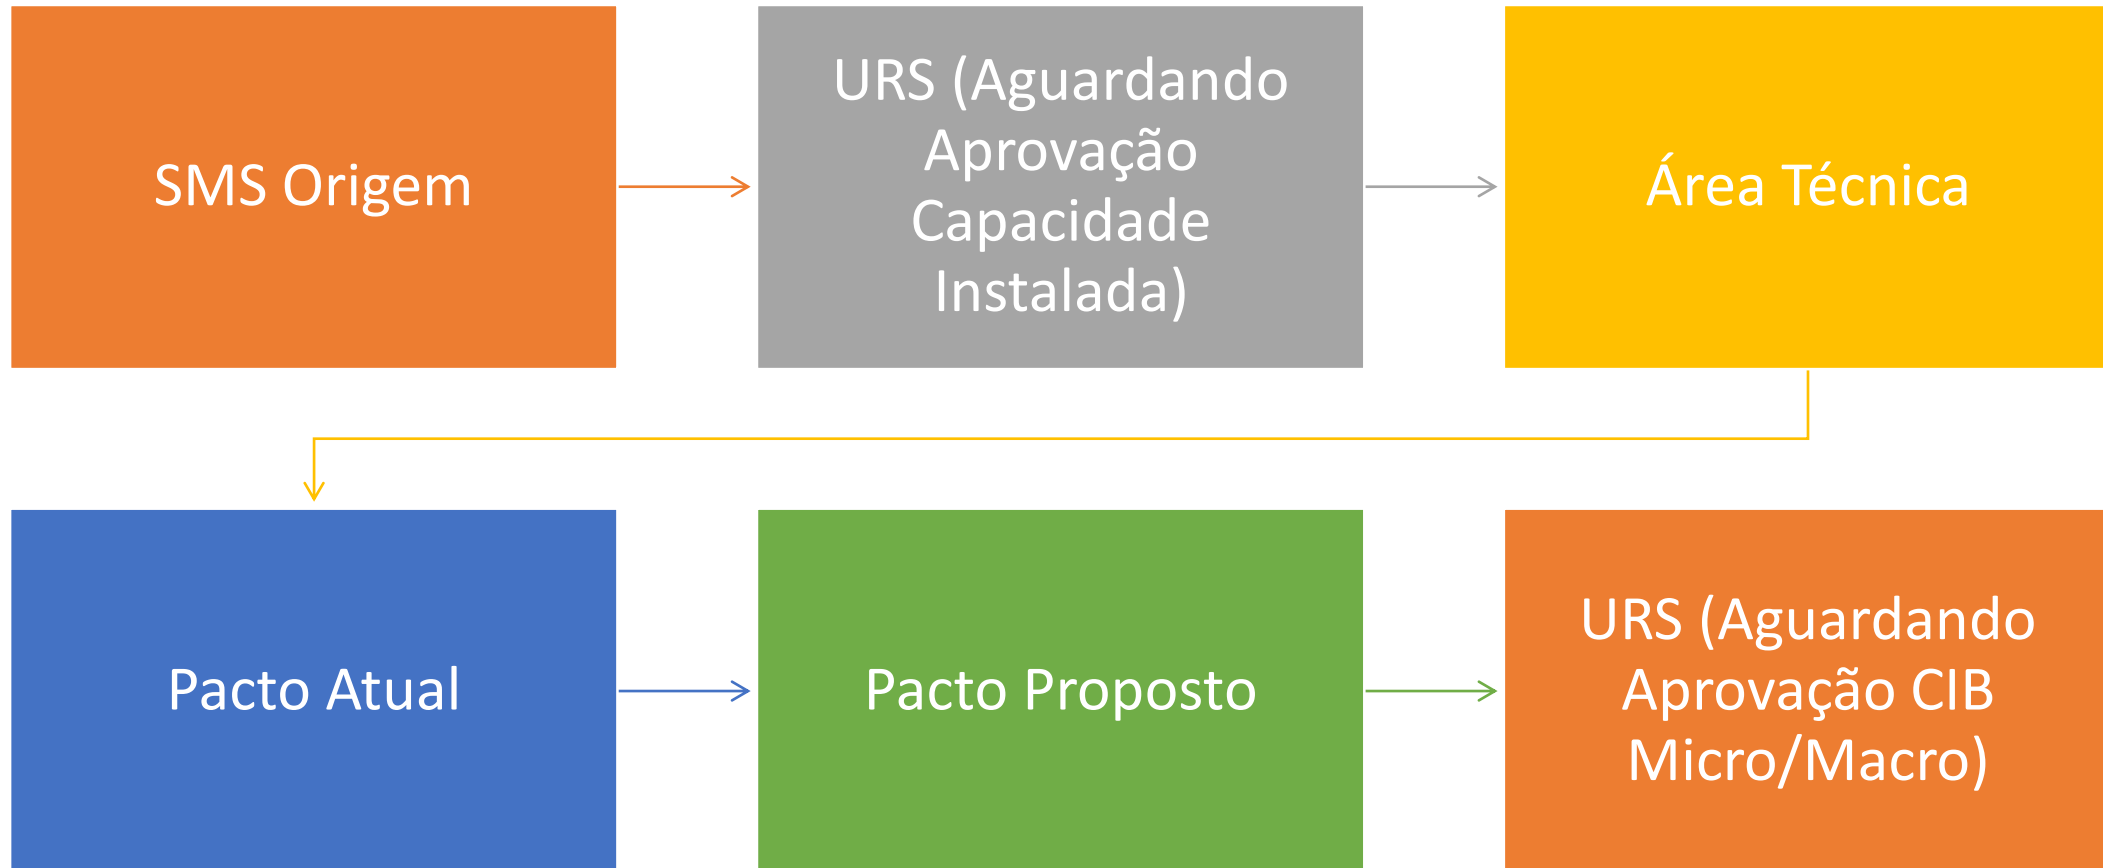 SMS Origem
URS (Aguardando
Aprovação
Capacidade
Instalada)
Área Técnica
Pacto Atual
Pacto Proposto
URS (Aguardando
Aprovação CIB
Micro/Macro)